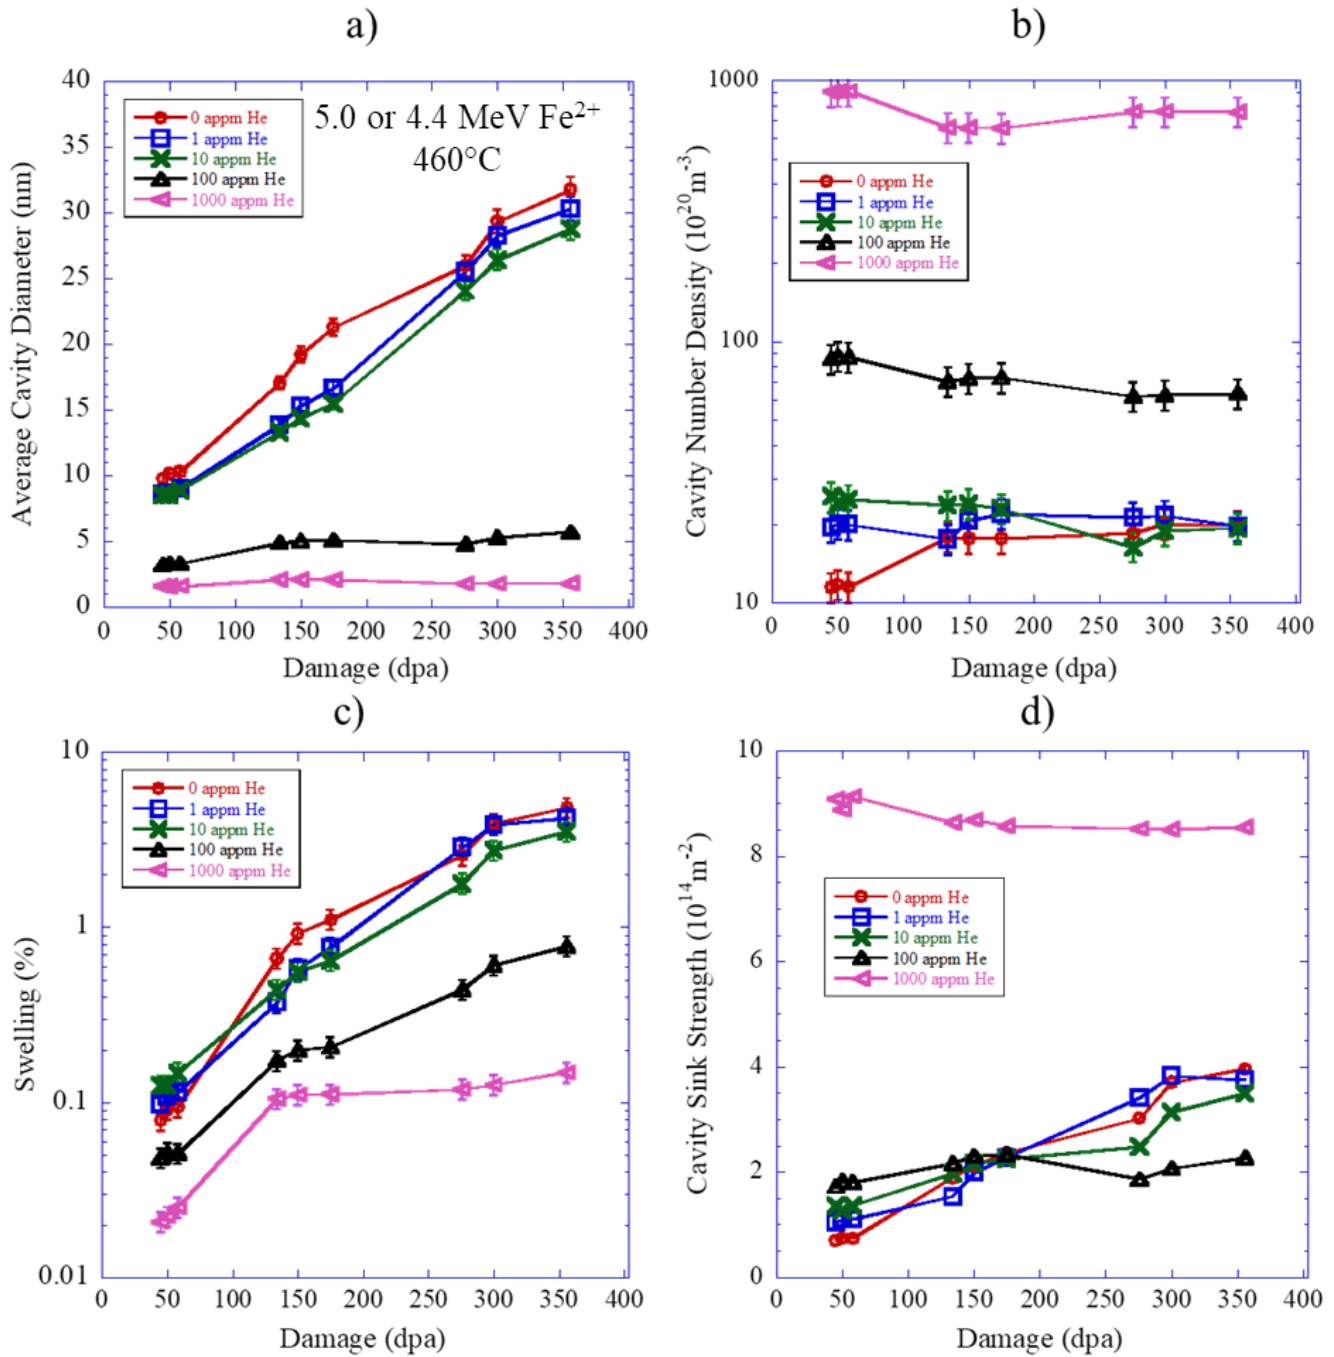 a)
40
35
30
25
20
15
10
5
0
0 appm He
1 appm He
10 appm He
100 appm He
1000 appm He
5.0 or 4.4 MeV Fe²⁺
460°C
Average Cavity Diameter (nm)
0 50 100 150 200 250 300 350 400
Damage (dpa)
b)
1000
100
10
0 appm He
1 appm He
10 appm He
100 appm He
1000 appm He
Cavity Number Density (10²⁰m⁻³)
0 50 100 150 200 250 300 350 400
Damage (dpa)
c)
10
1
0.1
0.01
0 appm He
1 appm He
10 appm He
100 appm He
1000 appm He
Swelling (%)
0 50 100 150 200 250 300 350 400
Damage (dpa)
d)
10
8
6
4
2
0
0 appm He
1 appm He
10 appm He
100 appm He
1000 appm He
Cavity Sink Strength (10¹⁴m⁻²)
0 50 100 150 200 250 300 350 400
Damage (dpa)